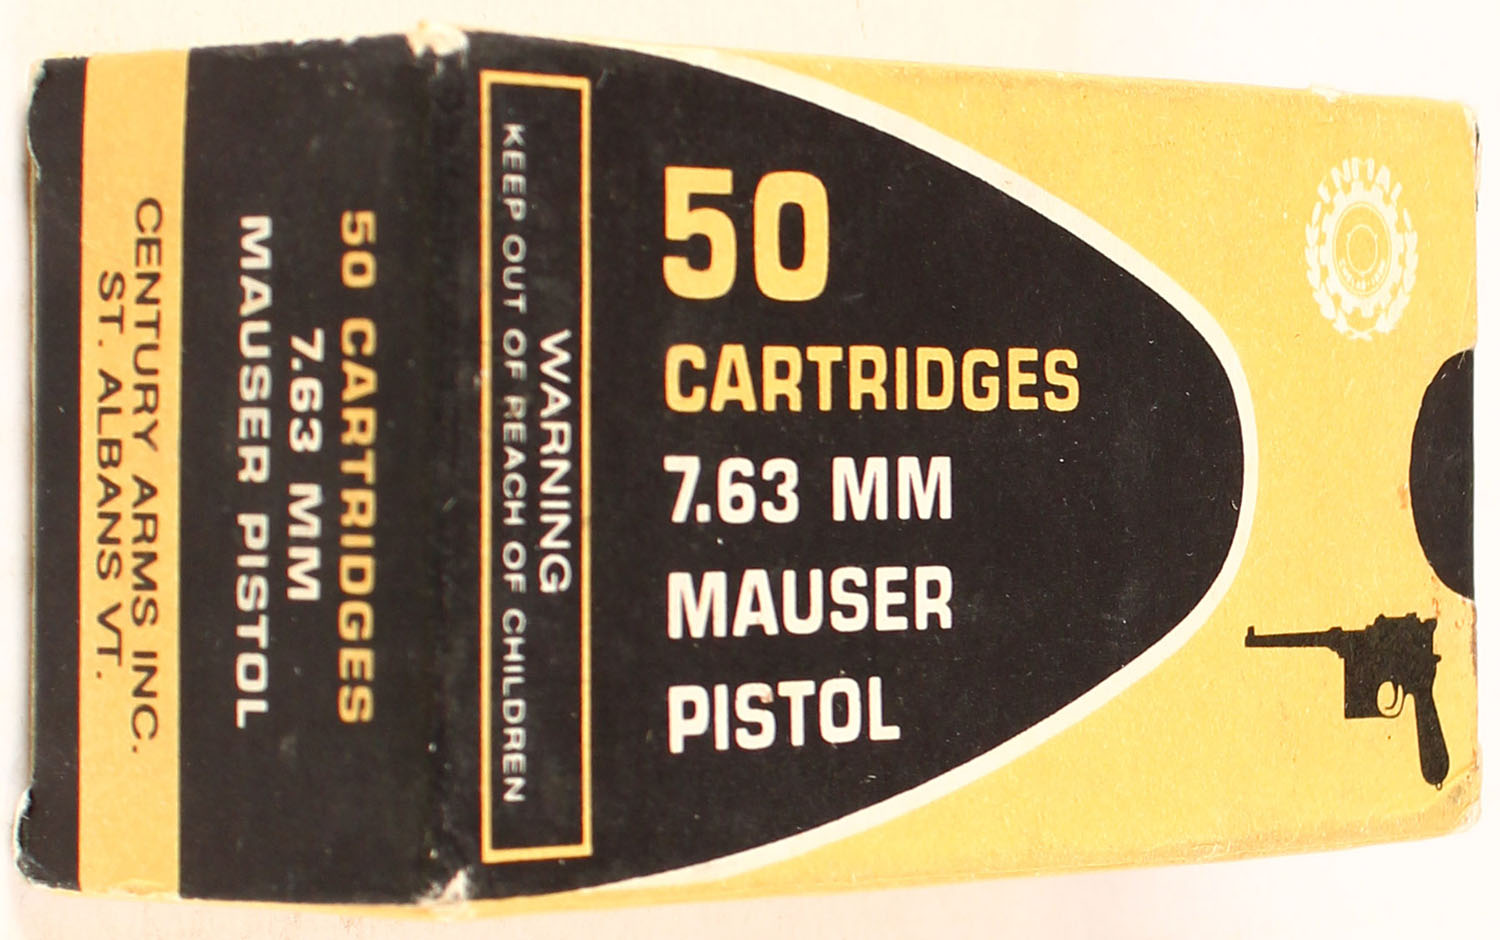 50
CARTRIDGES
7.63 MM
MAUSER
PISTOL
WARNING
KEEP OUT OF REACH OF CHILDREN
50 CARTRIDGES
7.63 MM
MAUSER PISTOL
CENTURY ARMS INC.
ST. ALBANS VT.